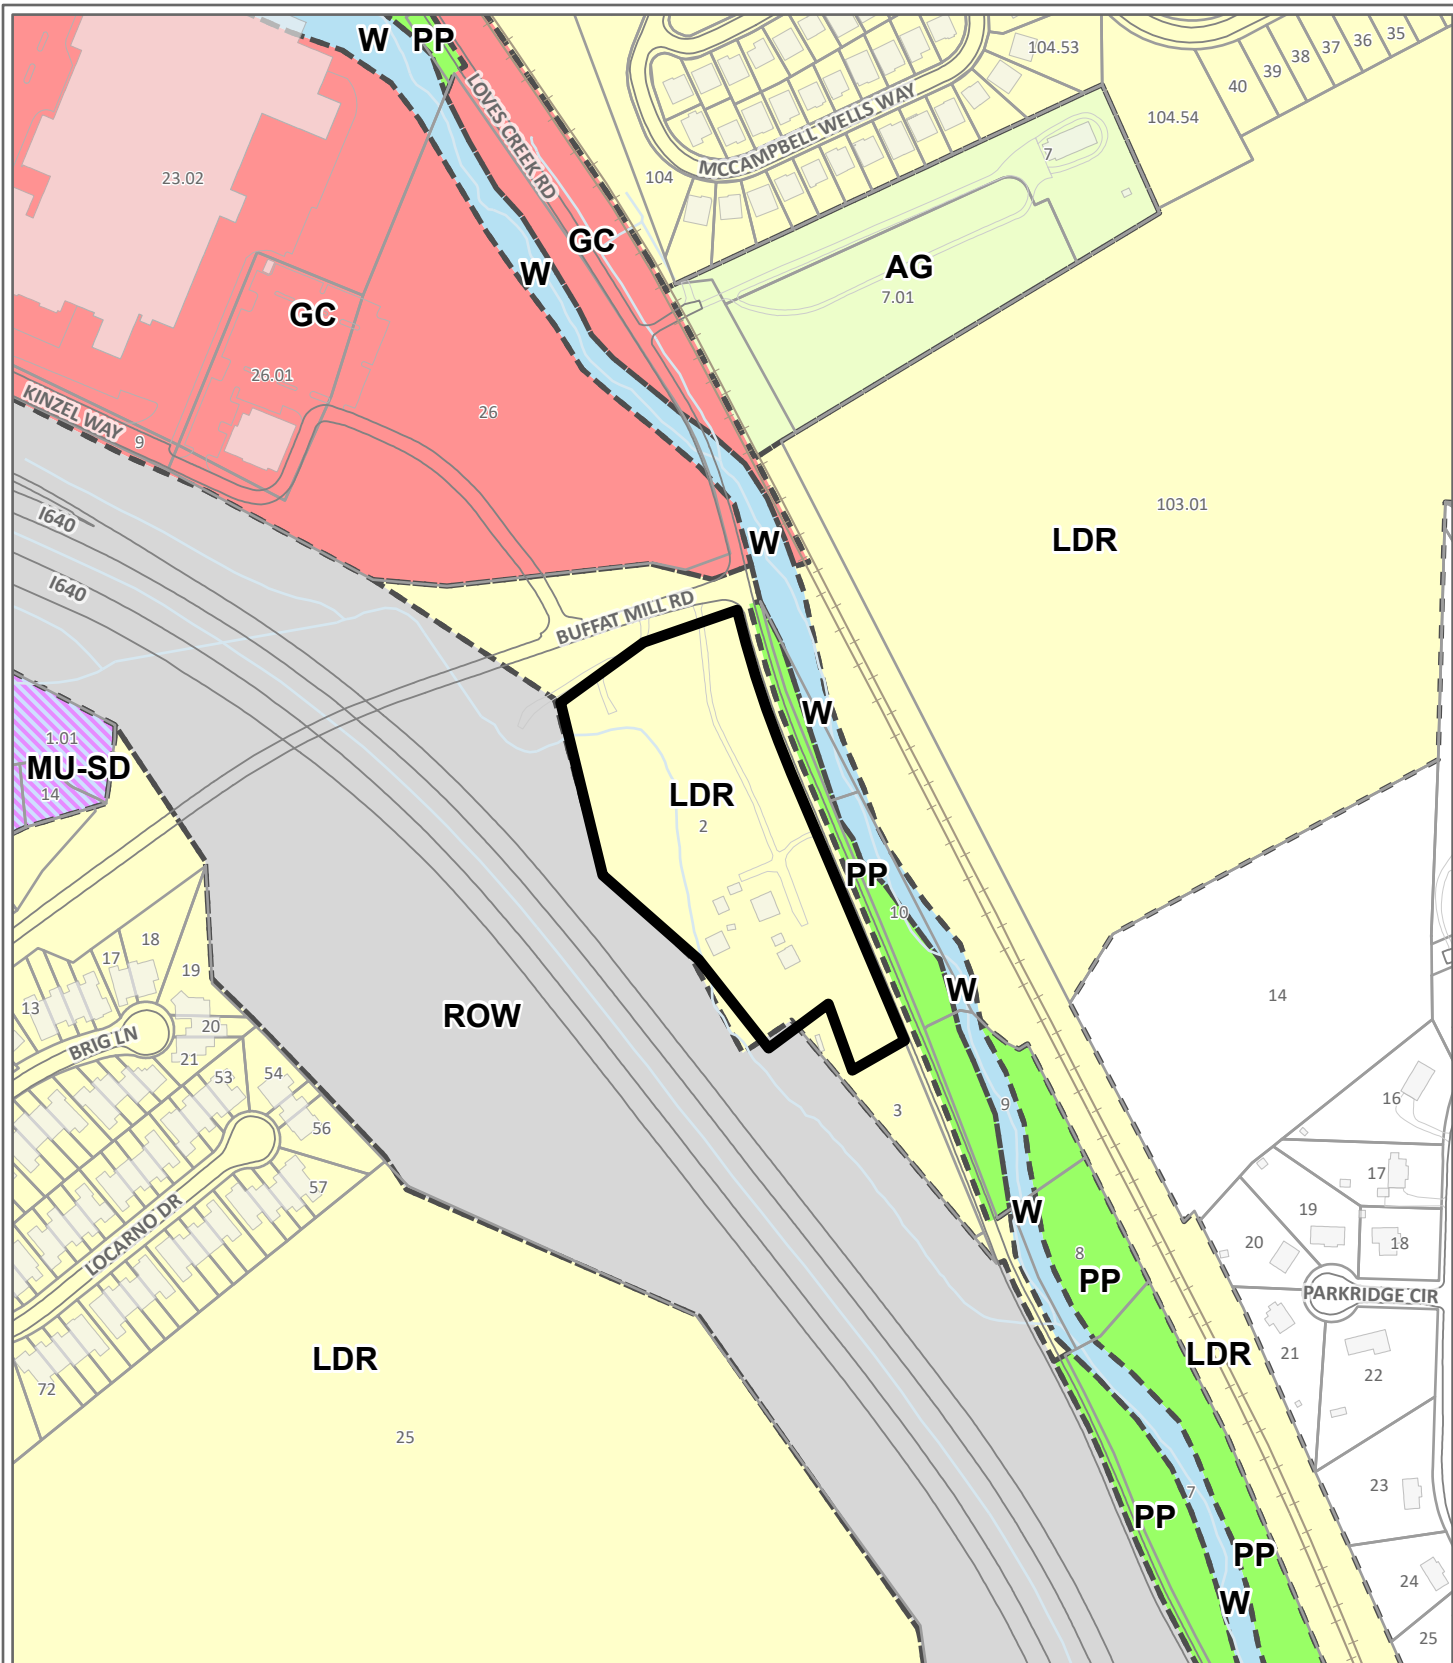 W
PP
104.53
35
36
37
38
39
40
104.54
LOVES CREEK RD
MCCAMPBELL WELLS WAY
7
23.02
104
GC
W
AG
7.01
GC
26.01
26
KINZEL WAY
9
103.01
LDR
I640
W
I640
BUFFAT MILL RD
W
1.01
MU-SD
14
LDR
2
PP
10
18
17
19
14
W
13
ROW
20
BRIG LN
21
53
54
9
16
3
56
17
57
19
W
18
LOCARNO DR
20
8
PP
PARKRIDGE CIR
LDR
LDR
21
22
72
25
23
7
PP
PP
24
W
25